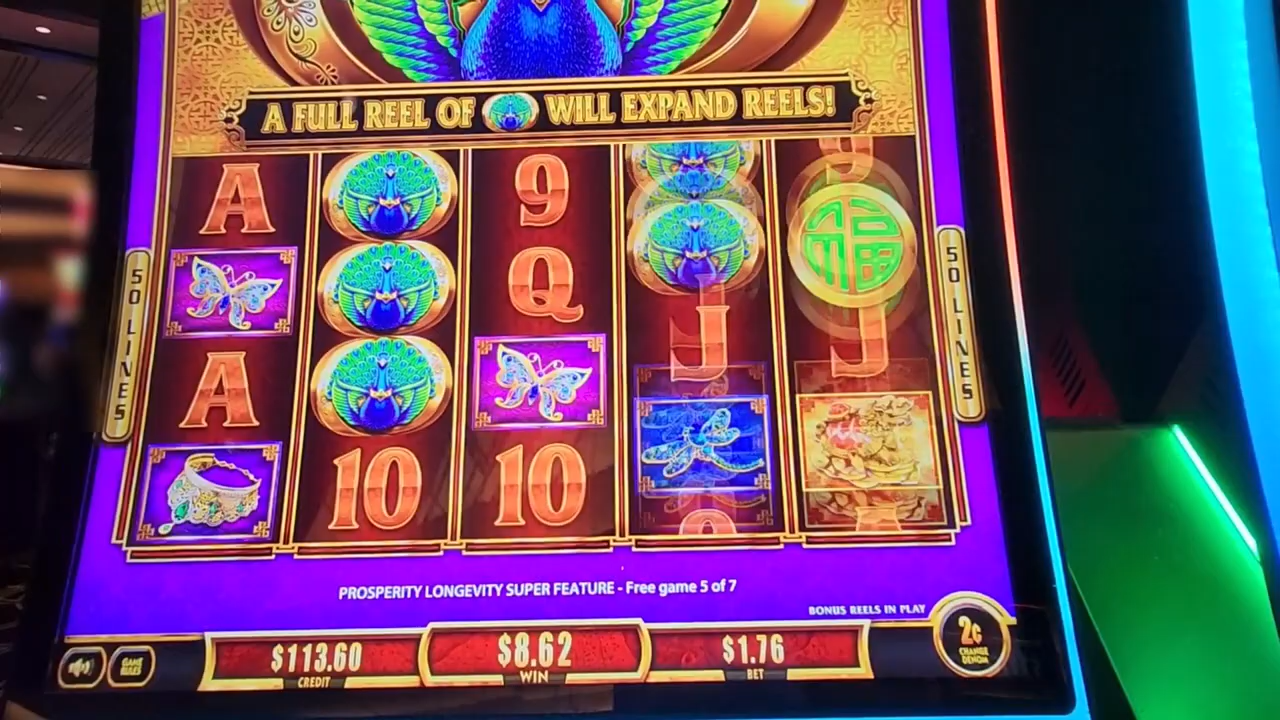 A FULL REEL OF WILL EXPAND REELS!
A 9 9
福
50 LINES Q 50 LINES
A J J
10 10
PROSPERITY LONGEVITY SUPER FEATURE - Free game 5 of 7
BONUS REELS IN PLAY
GAME RULES $113.60 $8.62 $1.76 2¢
CREDIT WIN BET CHANGE DENOM